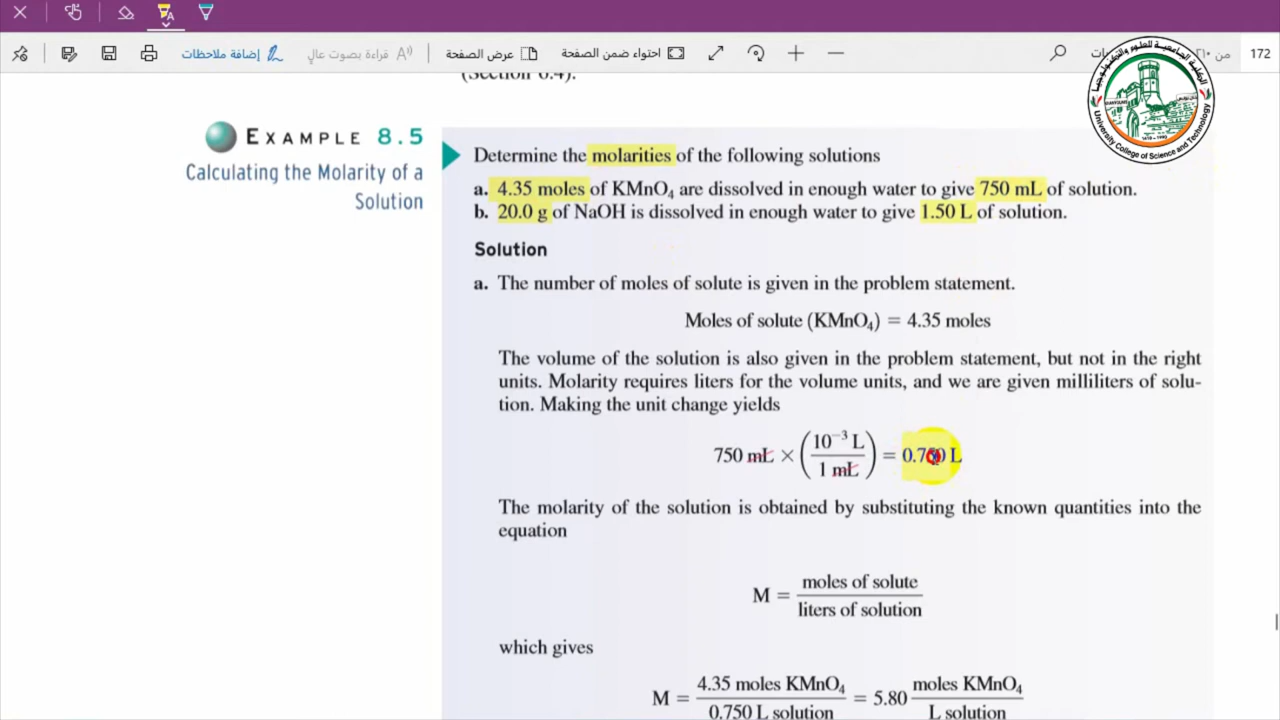 إضافة ملاحظات
قراءة بصوت عالٍ
عرض الصفحة
احتواء ضمن الصفحة
من
172
University College of Science and Technology
EXAMPLE 8.5
Calculating the Molarity of a
Solution
Determine the molarities of the following solutions
a. 4.35 moles of KMnO₄ are dissolved in enough water to give 750 mL of solution.
b. 20.0 g of NaOH is dissolved in enough water to give 1.50 L of solution.
Solution
a. The number of moles of solute is given in the problem statement.
Moles of solute (KMnO₄) = 4.35 moles
The volume of the solution is also given in the problem statement, but not in the right
units. Molarity requires liters for the volume units, and we are given milliliters of solu-
tion. Making the unit change yields
750 mL × (10⁻³ L / 1 mL) = 0.750 L
The molarity of the solution is obtained by substituting the known quantities into the
equation
M = moles of solute / liters of solution
which gives
M = 4.35 moles KMnO₄ / 0.750 L solution = 5.80 moles KMnO₄ / L solution